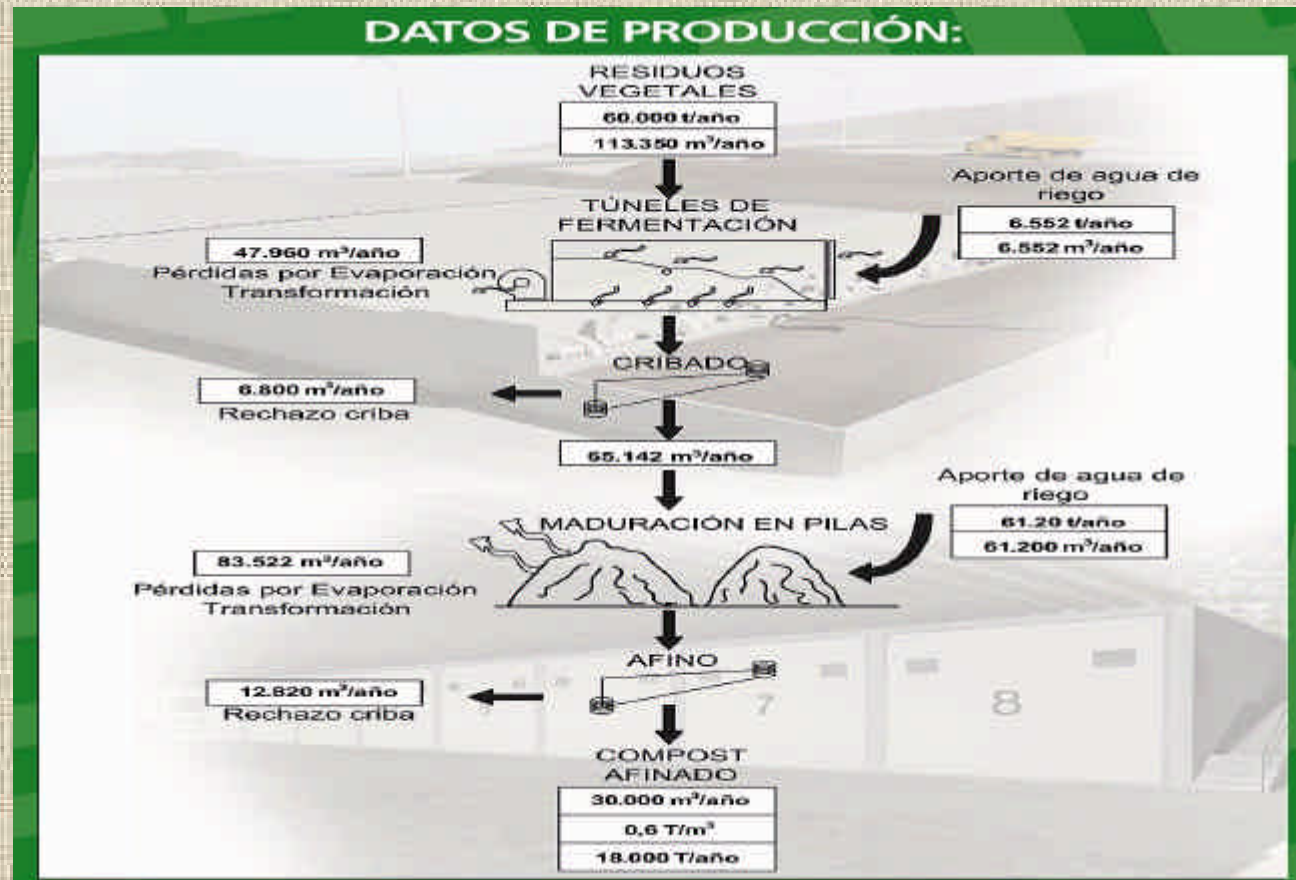 DATOS DE PRODUCCIÓN:
RESIDUOS
VEGETALES
60.000 t/año
113.350 m³/año
Aporte de agua de
riego
6.552 t/año
6.552 m³/año
TÚNELES DE
FERMENTACIÓN
47.960 m³/año
Pérdidas por Evaporación
Transformación
CRIBADO
6.800 m³/año
Rechazo criba
65.142 m³/año
Aporte de agua de
riego
61.20 t/año
61.200 m³/año
MADURACIÓN EN PILAS
83.522 m³/año
Pérdidas por Evaporación
Transformación
AFINO
12.820 m³/año
Rechazo criba
7
8
COMPOST
AFINADO
30.000 m³/año
0,6 T/m³
18.000 T/año